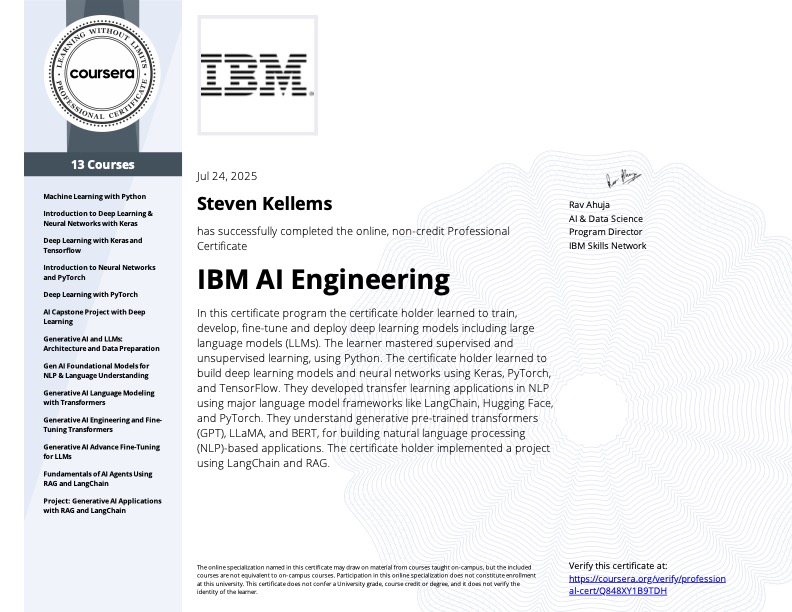 LEARNING WITHOUT LIMITS
coursera
PROFESSIONAL CERTIFICATE
13 Courses
Machine Learning with Python
Introduction to Deep Learning &
Neural Networks with Keras
Deep Learning with Keras and
Tensorflow
Introduction to Neural Networks
and PyTorch
Deep Learning with PyTorch
AI Capstone Project with Deep
Learning
Generative AI and LLMs:
Architecture and Data Preparation
Gen AI Foundational Models for
NLP & Language Understanding
Generative AI Language Modeling
with Transformers
Generative AI Engineering and Fine-
Tuning Transformers
Generative AI Advance Fine-Tuning
for LLMs
Fundamentals of AI Agents Using
RAG and LangChain
Project: Generative AI Applications
with RAG and LangChain
IBM®
Jul 24, 2025
Steven Kellems
has successfully completed the online, non-credit Professional
Certificate
IBM AI Engineering
In this certificate program the certificate holder learned to train,
develop, fine-tune and deploy deep learning models including large
language models (LLMs). The learner mastered supervised and
unsupervised learning, using Python. The certificate holder learned to
build deep learning models and neural networks using Keras, PyTorch,
and TensorFlow. They developed transfer learning applications in NLP
using major language model frameworks like LangChain, Hugging Face,
and PyTorch. They understand generative pre-trained transformers
(GPT), LLaMA, and BERT, for building natural language processing
(NLP)-based applications. The certificate holder implemented a project
using LangChain and RAG.
Rav Ahuja
AI & Data Science
Program Director
IBM Skills Network
The online specialization named in this certificate may draw on material from courses taught on-campus, but the included
courses are not equivalent to on-campus courses. Participation in this online specialization does not constitute enrollment
at this university. This certificate does not confer a University grade, course credit or degree, and it does not verify the
identity of the learner.
Verify this certificate at:
https://coursera.org/verify/profession
al-cert/Q848XY1B9TDH